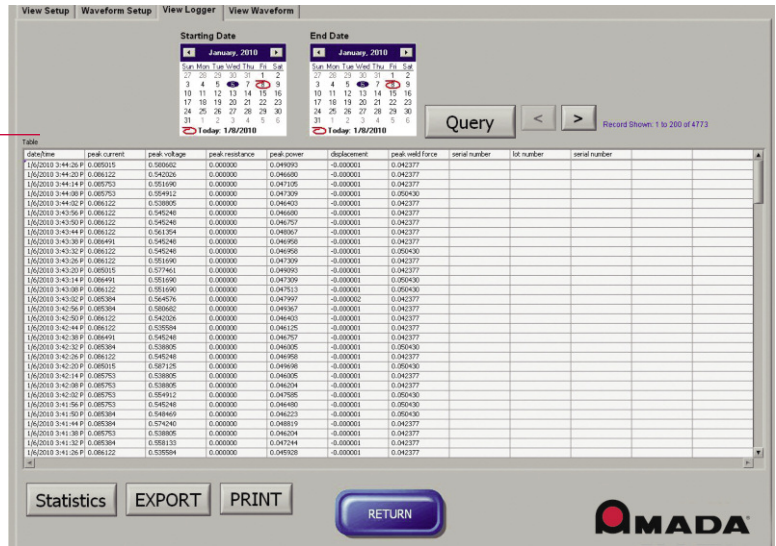 View Setup Waveform Setup View Logger View Waveform
Starting Date End Date
January, 2010 January, 2010
Sun Mon Tue Wed Thu Fri Sat Sun Mon Tue Wed Thu Fri Sat
27 28 29 30 31 1 2 27 28 29 30 31 1 2
3 4 5 6 7 8 9 3 4 5 6 7 8 9
10 11 12 13 14 15 16 10 11 12 13 14 15 16
17 18 19 20 21 22 23 17 18 19 20 21 22 23
24 25 26 27 28 29 30 24 25 26 27 28 29 30
31 1 2 3 4 5 6 31 1 2 3 4 5 6
Today: 1/8/2010 Today: 1/8/2010
Query < > Record Shown: 1 to 200 of 4773
Table
date/time peak current peak voltage peak resistance peak power displacement peak weld force serial number lot number serial number
1/6/2010 3:44:26 P 0.085015 0.580682 0.000000 0.049093 -0.000001 0.042377
1/6/2010 3:44:20 P 0.086122 0.542026 0.000000 0.046680 -0.000001 0.042377
1/6/2010 3:44:14 P 0.085753 0.551690 0.000000 0.047105 -0.000001 0.042377
1/6/2010 3:44:08 P 0.085753 0.554912 0.000000 0.047309 -0.000001 0.050430
1/6/2010 3:44:02 P 0.086122 0.538805 0.000000 0.046403 -0.000001 0.042377
1/6/2010 3:43:56 P 0.086122 0.545248 0.000000 0.046680 -0.000001 0.042377
1/6/2010 3:43:50 P 0.086122 0.545248 0.000000 0.046757 -0.000001 0.042377
1/6/2010 3:43:44 P 0.086122 0.561354 0.000000 0.048067 -0.000001 0.042377
1/6/2010 3:43:38 P 0.086491 0.545248 0.000000 0.046958 -0.000001 0.042377
1/6/2010 3:43:32 P 0.086122 0.545248 0.000000 0.046958 -0.000001 0.050430
1/6/2010 3:43:26 P 0.086122 0.551690 0.000000 0.047309 -0.000001 0.042377
1/6/2010 3:43:20 P 0.085015 0.577461 0.000000 0.049093 -0.000001 0.042377
1/6/2010 3:43:14 P 0.086491 0.551690 0.000000 0.047309 -0.000001 0.050430
1/6/2010 3:43:08 P 0.086122 0.551690 0.000000 0.047513 -0.000001 0.050430
1/6/2010 3:43:02 P 0.085384 0.564576 0.000000 0.047997 -0.000002 0.042377
1/6/2010 3:42:56 P 0.085384 0.580682 0.000000 0.049367 -0.000001 0.042377
1/6/2010 3:42:50 P 0.086122 0.542026 0.000000 0.046403 -0.000001 0.042377
1/6/2010 3:42:44 P 0.086122 0.535584 0.000000 0.046125 -0.000001 0.042377
1/6/2010 3:42:38 P 0.086491 0.545248 0.000000 0.046757 -0.000001 0.042377
1/6/2010 3:42:32 P 0.085384 0.538805 0.000000 0.046005 -0.000001 0.050430
1/6/2010 3:42:26 P 0.086122 0.545248 0.000000 0.046958 -0.000001 0.042377
1/6/2010 3:42:20 P 0.085015 0.587125 0.000000 0.049698 -0.000001 0.050430
1/6/2010 3:42:14 P 0.085753 0.538805 0.000000 0.046005 -0.000001 0.042377
1/6/2010 3:42:08 P 0.085753 0.538805 0.000000 0.046204 -0.000001 0.042377
1/6/2010 3:42:02 P 0.085753 0.554912 0.000000 0.047585 -0.000001 0.050430
1/6/2010 3:41:56 P 0.085753 0.545248 0.000000 0.046480 -0.000001 0.050430
1/6/2010 3:41:50 P 0.085384 0.548469 0.000000 0.046223 -0.000001 0.050430
1/6/2010 3:41:44 P 0.085384 0.574240 0.000000 0.048819 -0.000001 0.042377
1/6/2010 3:41:38 P 0.085753 0.538805 0.000000 0.046204 -0.000001 0.042377
1/6/2010 3:41:32 P 0.085384 0.558133 0.000000 0.047244 -0.000001 0.042377
1/6/2010 3:41:26 P 0.086122 0.535584 0.000000 0.045928 -0.000001 0.042377
Statistics EXPORT PRINT RETURN AMADA